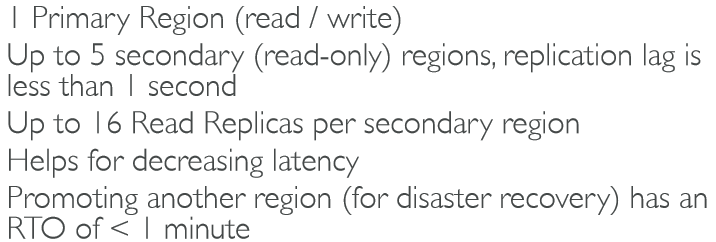 1 Primary Region (read / write)
Up to 5 secondary (read-only) regions, replication lag is
less than 1 second
Up to 16 Read Replicas per secondary region
Helps for decreasing latency
Promoting another region (for disaster recovery) has an
RTO of < 1 minute